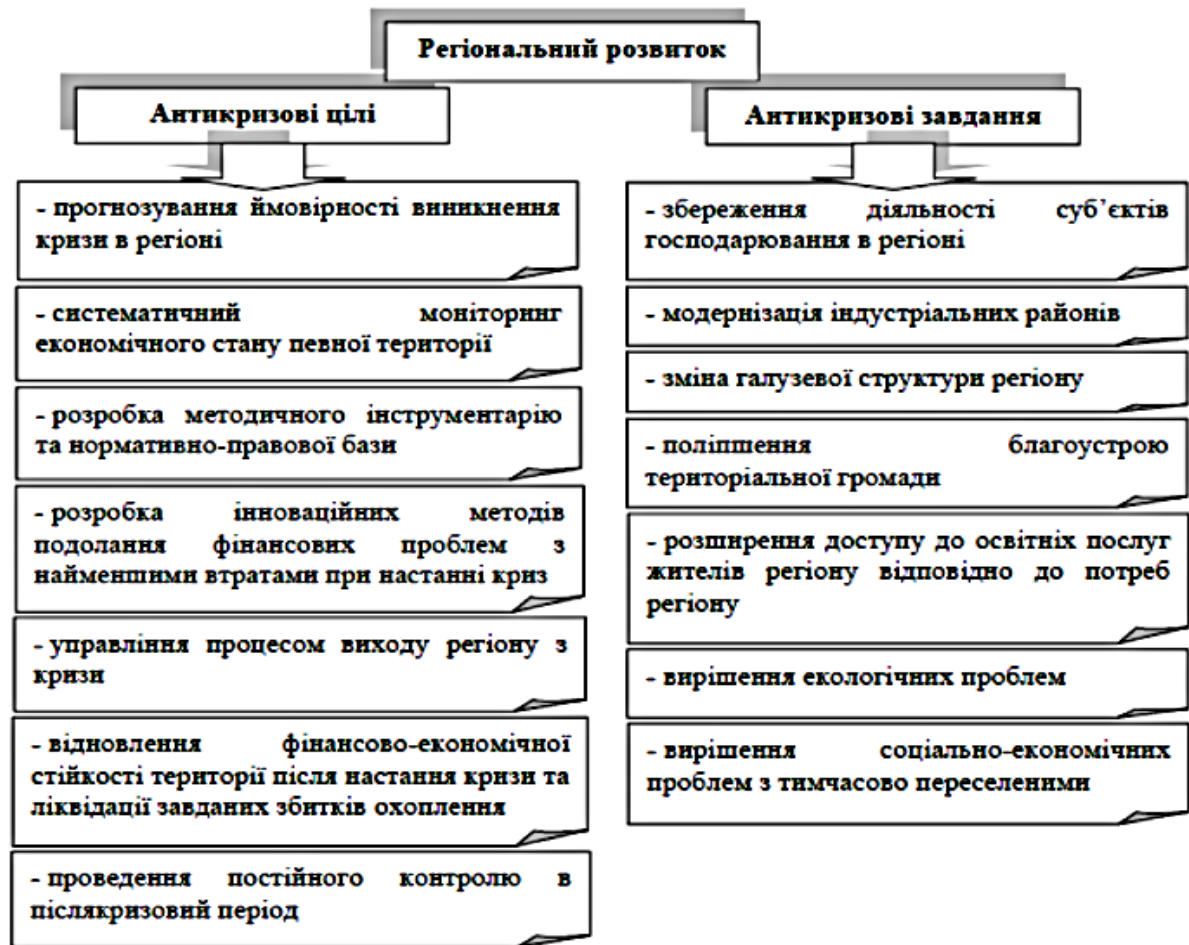 Регіональний розвиток
Антикризові цілі
- прогнозування ймовірності виникнення
кризи в регіоні
- систематичний моніторинг
економічного стану певної території
- розробка методичного інструментарію
та нормативно-правової бази
- розробка інноваційних методів
подолання фінансових проблем з
найменшими втратами при настанні криз
- управління процесом виходу регіону з
кризи
- відновлення фінансово-економічної
стійкості території після настання кризи та
ліквідації завданих збитків охоплення
- проведення постійного контролю в
післякризовий період
Антикризові завдання
- збереження діяльності суб’єктів
господарювання в регіоні
- модернізація індустріальних районів
- зміна галузевої структури регіону
- поліпшення благоустрою
територіальної громади
- розширення доступу до освітніх послуг
жителів регіону відповідно до потреб
регіону
- вирішення екологічних проблем
- вирішення соціально-економічних
проблем з тимчасово переселеними